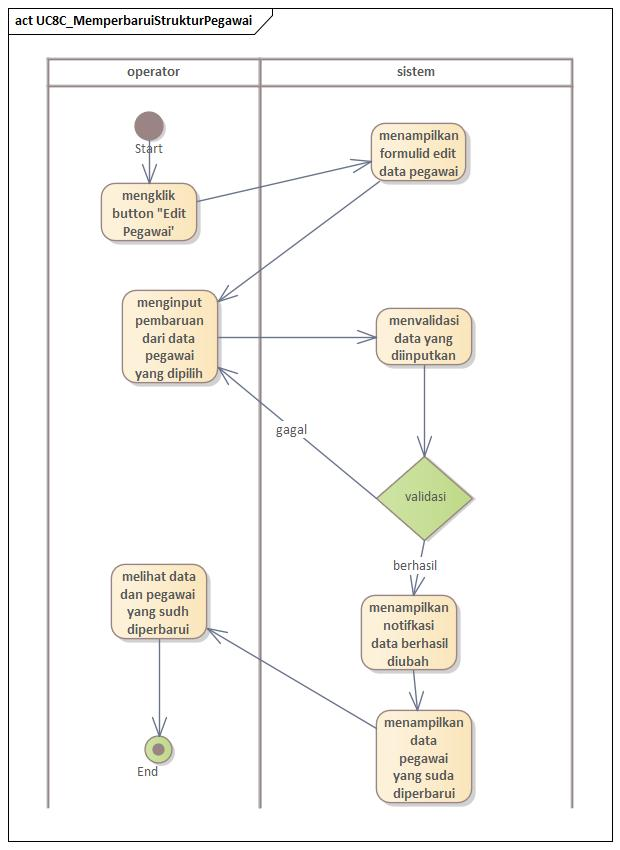 act UC8C_MemperbaruiStrukturPegawai
operator
sistem
Start
mengklik
button "Edit
Pegawai'
menampilkan
formulid edit
data pegawai
menginput
pembaruan
dari data
pegawai
yang dipilih
menvalidasi
data yang
diinputkan
gagal
validasi
berhasil
menampilkan
notifkasi
data berhasil
diubah
menampilkan
data
pegawai
yang suda
diperbarui
melihat data
dan pegawai
yang sudh
diperbarui
End